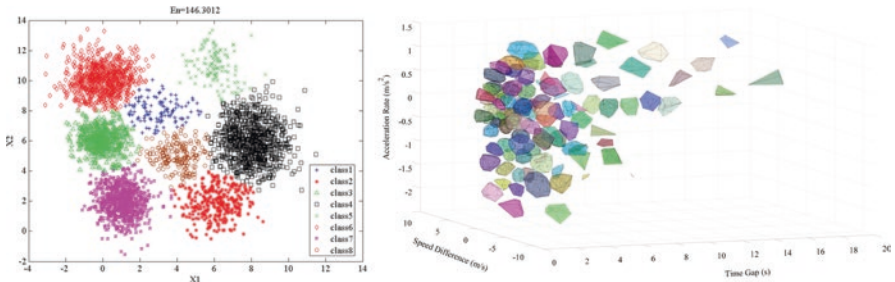 En=146.3012
X2
14
12
10
8
6
4
2
0
-2
-4 -2 0 2 4 6 8 10 12 14
X1
class1
class2
class3
class4
class5
class6
class7
class8
Acceleration Rate (m/s²)
1.5
1
0.5
0
-0.5
-1
-1.5
-2
10 5 0 -5 -10
Speed Difference (m/s)
0 2 4 6 8 10 12 14 16 18 20
Time Gap (s)